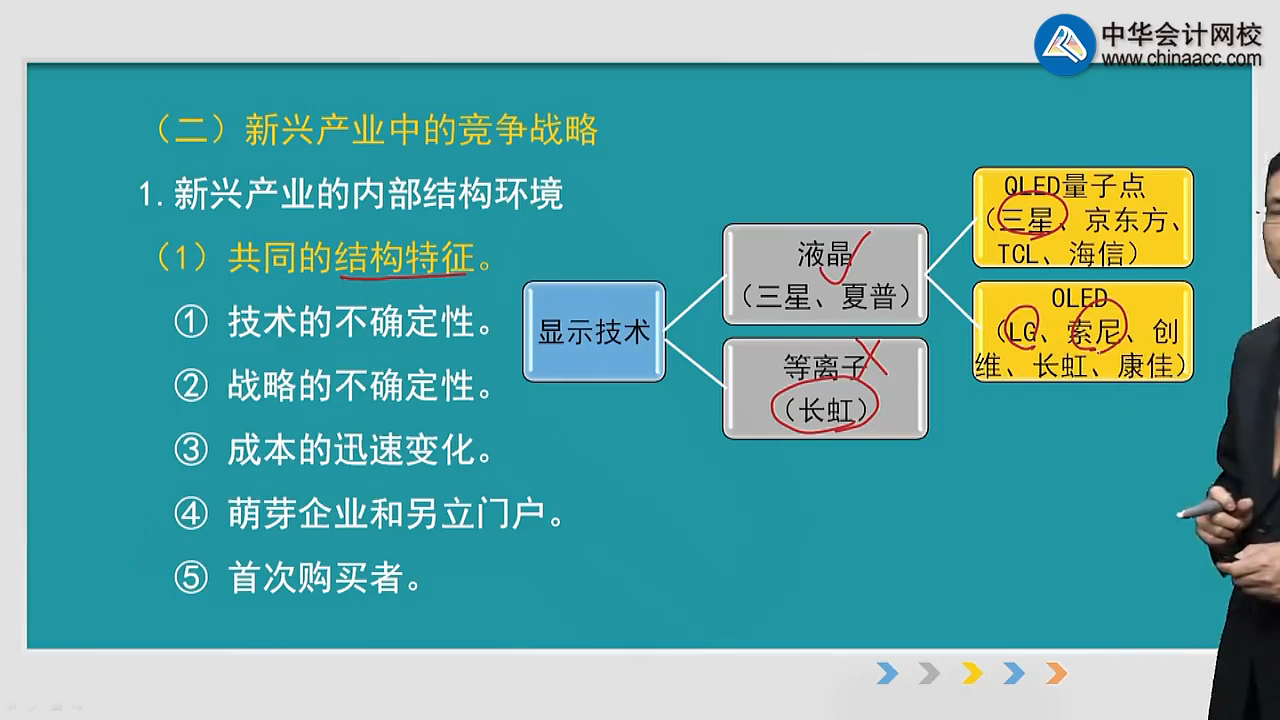 中华会计网校
www.chinaacc.com
（二）新兴产业中的竞争战略
1.新兴产业的内部结构环境
（1）共同的结构特征。
① 技术的不确定性。
② 战略的不确定性。
③ 成本的迅速变化。
④ 萌芽企业和另立门户。
⑤ 首次购买者。
显示技术
液晶
（三星、夏普）
等离子
（长虹）
QLED量子点
（三星、京东方、
TCL、海信）
OLED
（LG、索尼、创
维、长虹、康佳）